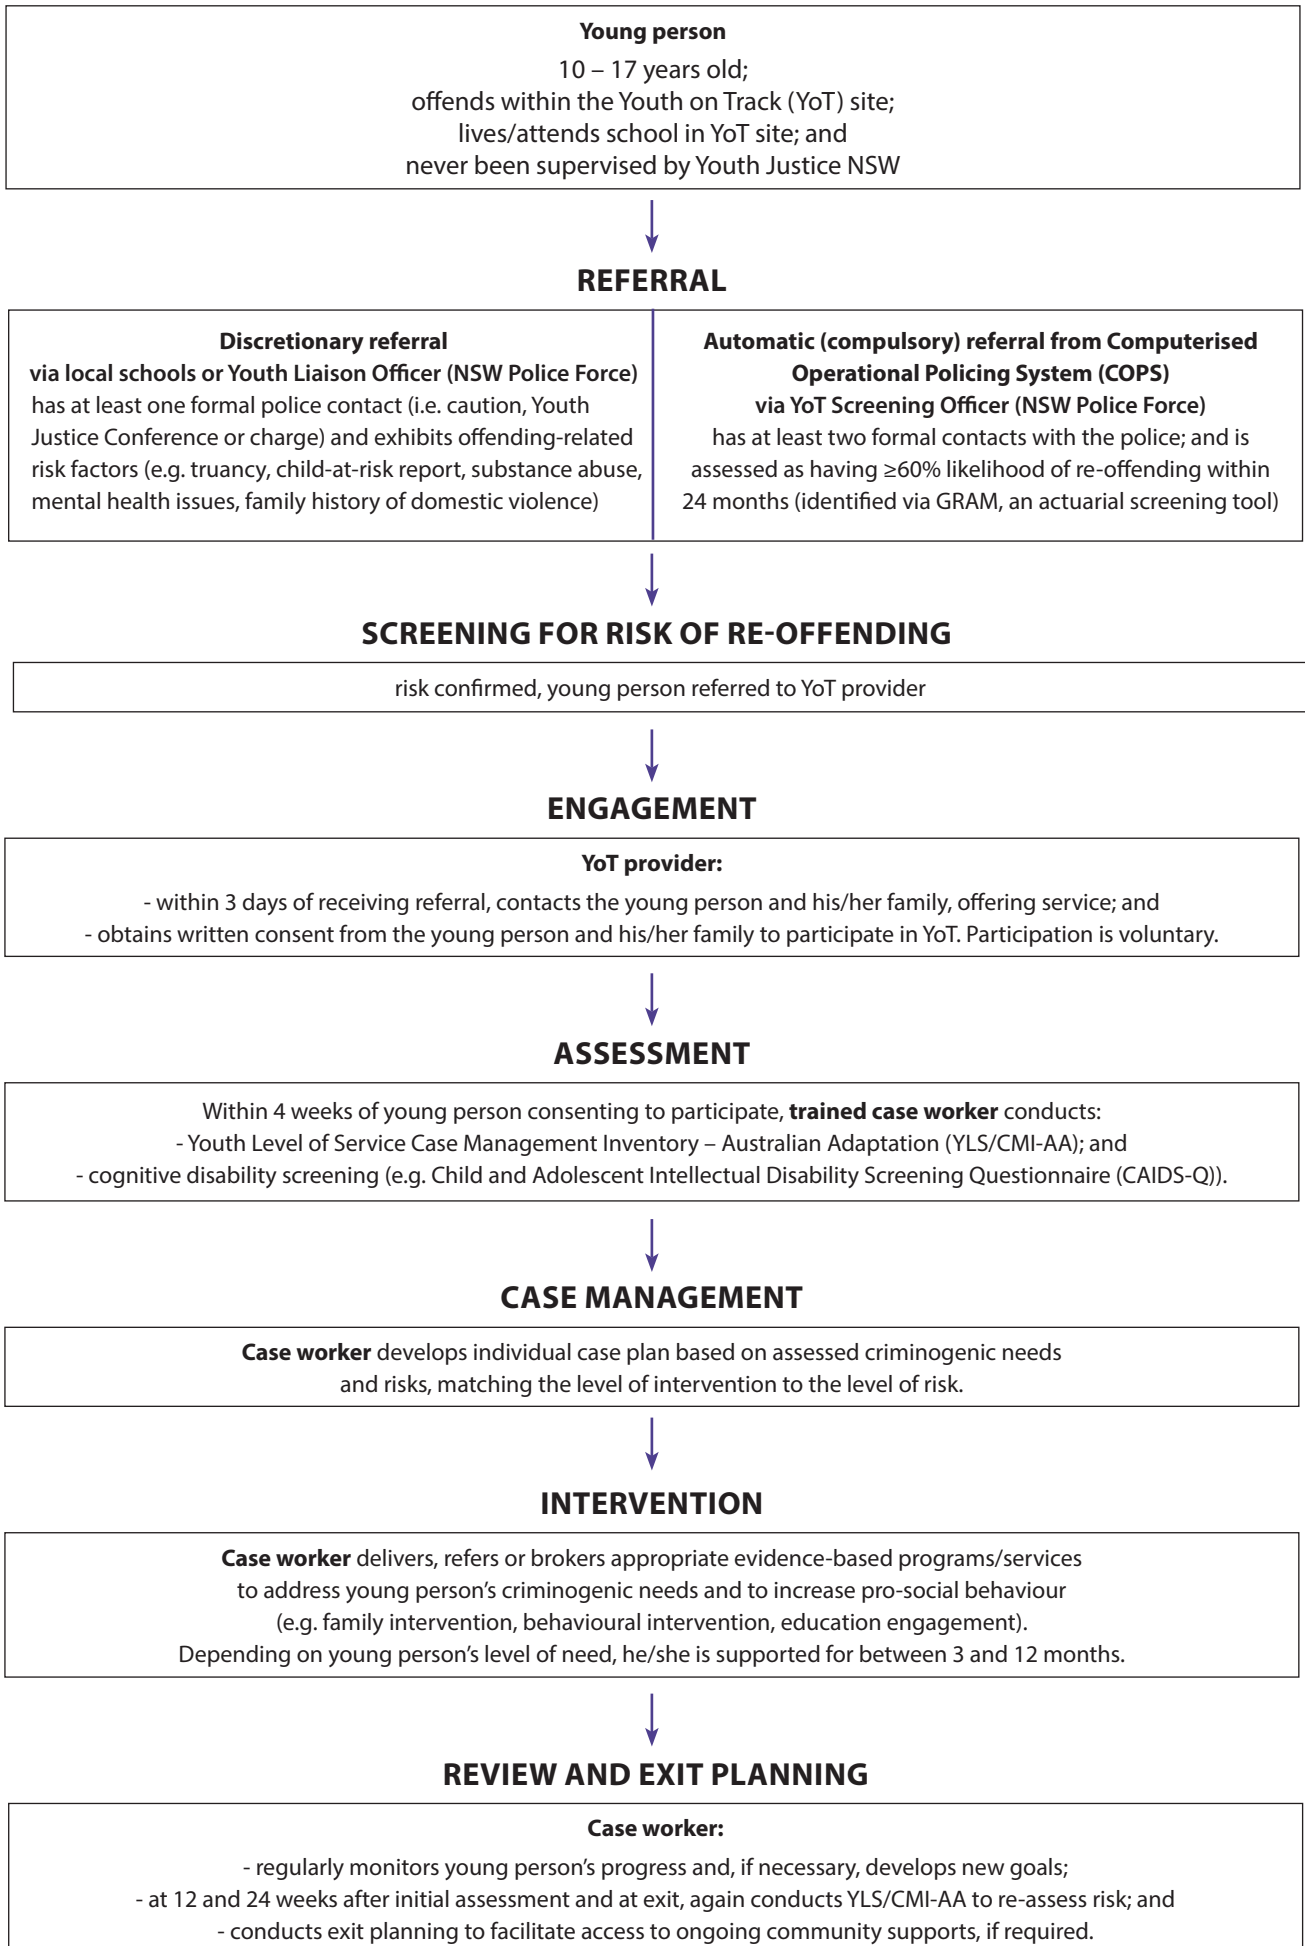 Young person
10 – 17 years old;
offends within the Youth on Track (YoT) site;
lives/attends school in YoT site; and
never been supervised by Youth Justice NSW
REFERRAL
Discretionary referral
via local schools or Youth Liaison Officer (NSW Police Force)
has at least one formal police contact (i.e. caution, Youth
Justice Conference or charge) and exhibits offending-related
risk factors (e.g. truancy, child-at-risk report, substance abuse,
mental health issues, family history of domestic violence)
Automatic (compulsory) referral from Computerised
Operational Policing System (COPS)
via YoT Screening Officer (NSW Police Force)
has at least two formal contacts with the police; and is
assessed as having ≥60% likelihood of re-offending within
24 months (identified via GRAM, an actuarial screening tool)
SCREENING FOR RISK OF RE-OFFENDING
risk confirmed, young person referred to YoT provider
ENGAGEMENT
YoT provider:
- within 3 days of receiving referral, contacts the young person and his/her family, offering service; and
- obtains written consent from the young person and his/her family to participate in YoT. Participation is voluntary.
ASSESSMENT
Within 4 weeks of young person consenting to participate, trained case worker conducts:
- Youth Level of Service Case Management Inventory – Australian Adaptation (YLS/CMI-AA); and
- cognitive disability screening (e.g. Child and Adolescent Intellectual Disability Screening Questionnaire (CAIDS-Q)).
CASE MANAGEMENT
Case worker develops individual case plan based on assessed criminogenic needs
and risks, matching the level of intervention to the level of risk.
INTERVENTION
Case worker delivers, refers or brokers appropriate evidence-based programs/services
to address young person's criminogenic needs and to increase pro-social behaviour
(e.g. family intervention, behavioural intervention, education engagement).
Depending on young person's level of need, he/she is supported for between 3 and 12 months.
REVIEW AND EXIT PLANNING
Case worker:
- regularly monitors young person's progress and, if necessary, develops new goals;
- at 12 and 24 weeks after initial assessment and at exit, again conducts YLS/CMI-AA to re-assess risk; and
- conducts exit planning to facilitate access to ongoing community supports, if required.